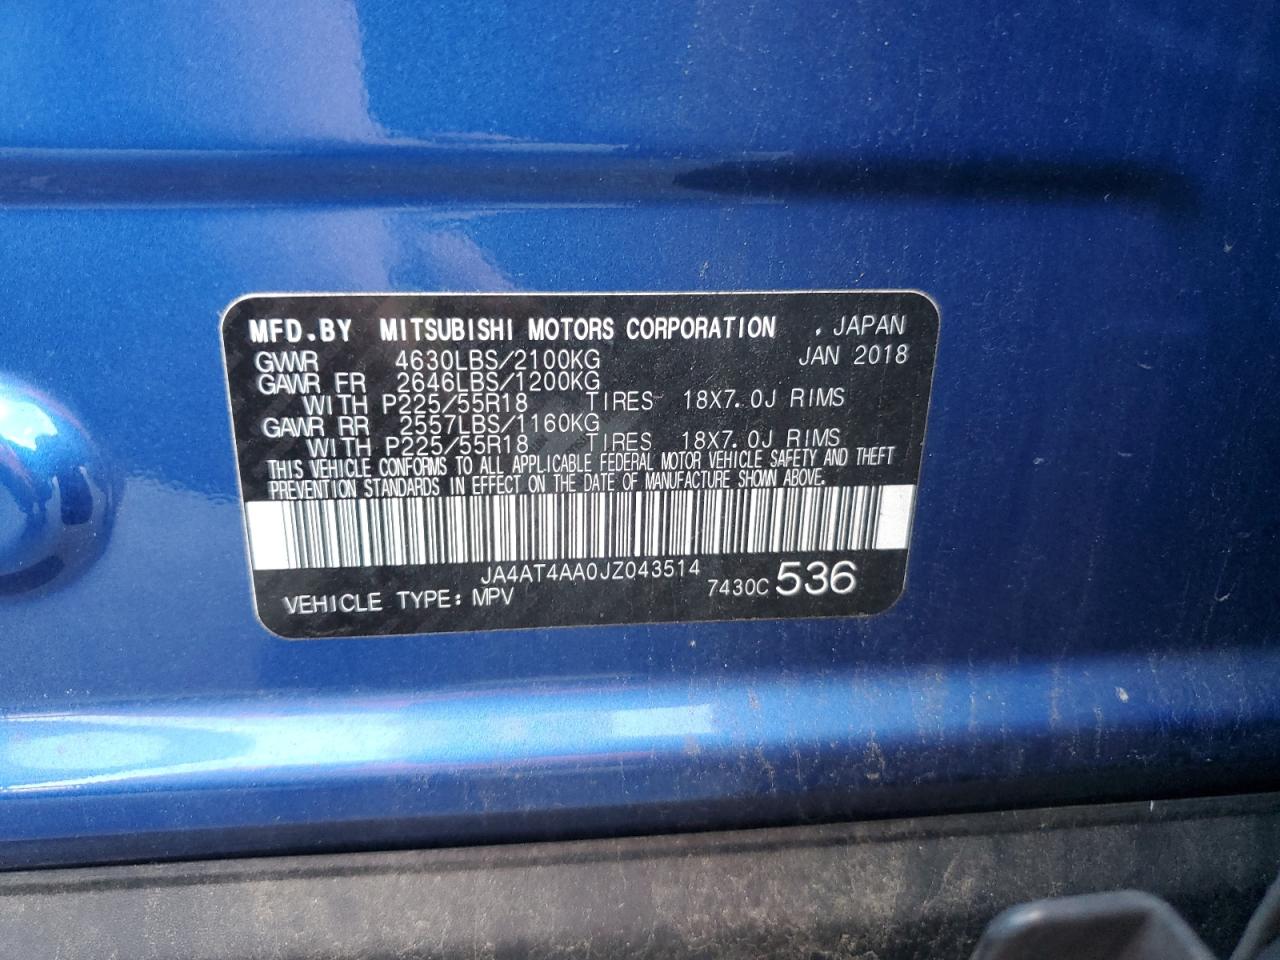 MFD.BY MITSUBISHI MOTORS CORPORATION , JAPAN
GVWR 4630LBS/2100KG JAN 2018
GAWR FR 2646LBS/1200KG
WITH P225/55R18 TIRES 18X7.0J RIMS
GAWR RR 2557LBS/1160KG
WITH P225/55R18 TIRES 18X7.0J RIMS
THIS VEHICLE CONFORMS TO ALL APPLICABLE FEDERAL MOTOR VEHICLE SAFETY AND THEFT
PREVENTION STANDARDS IN EFFECT ON THE DATE OF MANUFACTURE SHOWN ABOVE.
JA4AT4AA0JZ043514
7430C 536
VEHICLE TYPE: MPV